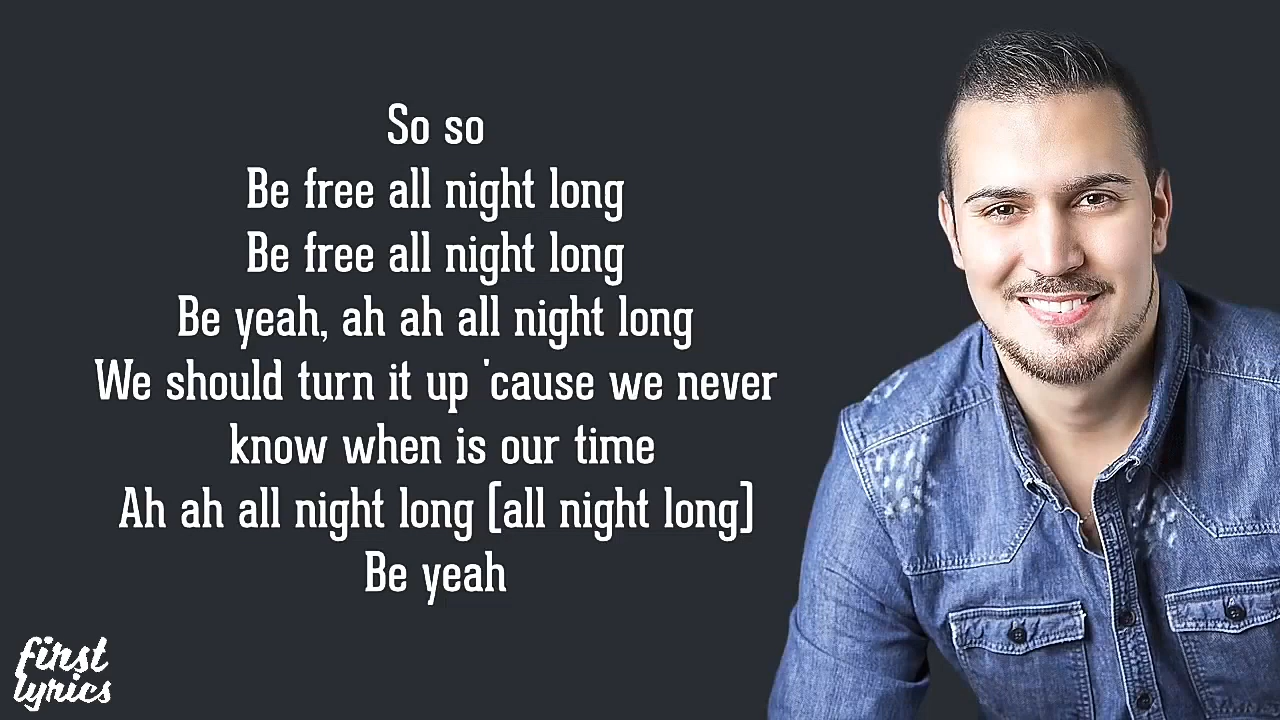 So so
Be free all night long
Be free all night long
Be yeah, ah ah all night long
We should turn it up 'cause we never
know when is our time
Ah ah all night long (all night long)
Be yeah
first
lyrics